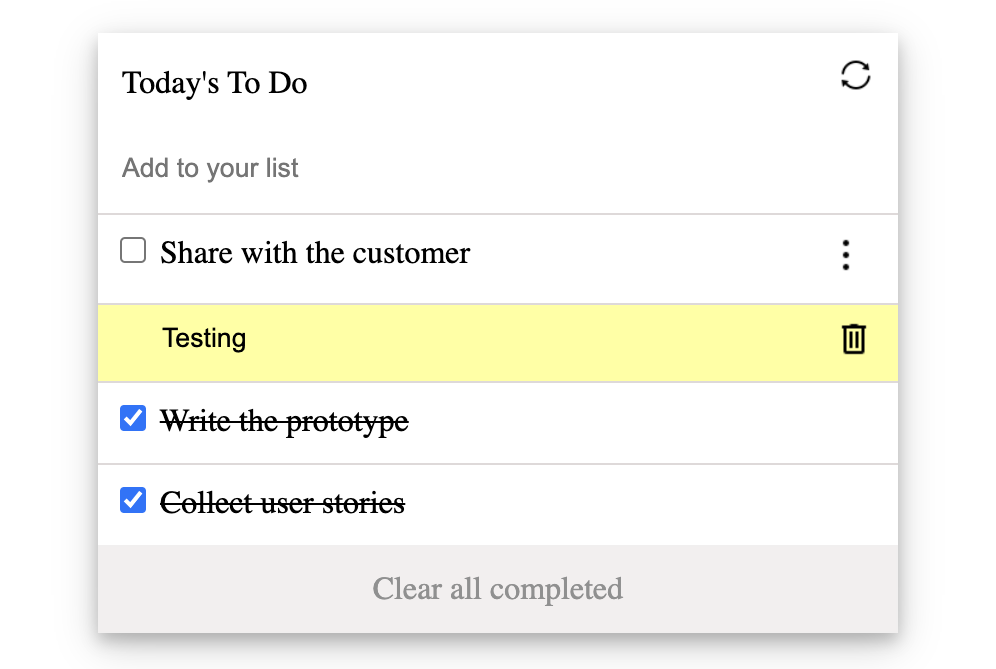 Today's To Do
Add to your list
Share with the customer
Testing
Write the prototype
Collect user stories
Clear all completed